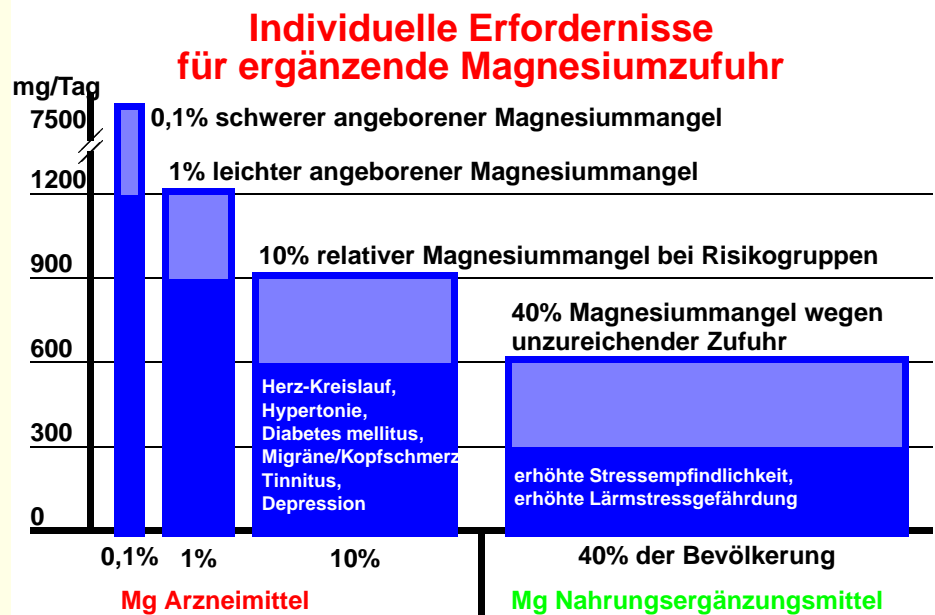 Individuelle Erfordernisse
für ergänzende Magnesiumzufuhr
mg/Tag
7500
0,1% schwerer angeborener Magnesiummangel
1% leichter angeborener Magnesiummangel
1200
10% relativer Magnesiummangel bei Risikogruppen
900
40% Magnesiummangel wegen
unzureichender Zufuhr
600
Herz-Kreislauf,
Hypertonie,
Diabetes mellitus,
Migräne/Kopfschmerz
Tinnitus,
Depression
300
erhöhte Stressempfindlichkeit,
erhöhte Lärmstressgefährdung
0
0,1% 1% 10% 40% der Bevölkerung
Mg Arzneimittel Mg Nahrungsergänzungsmittel